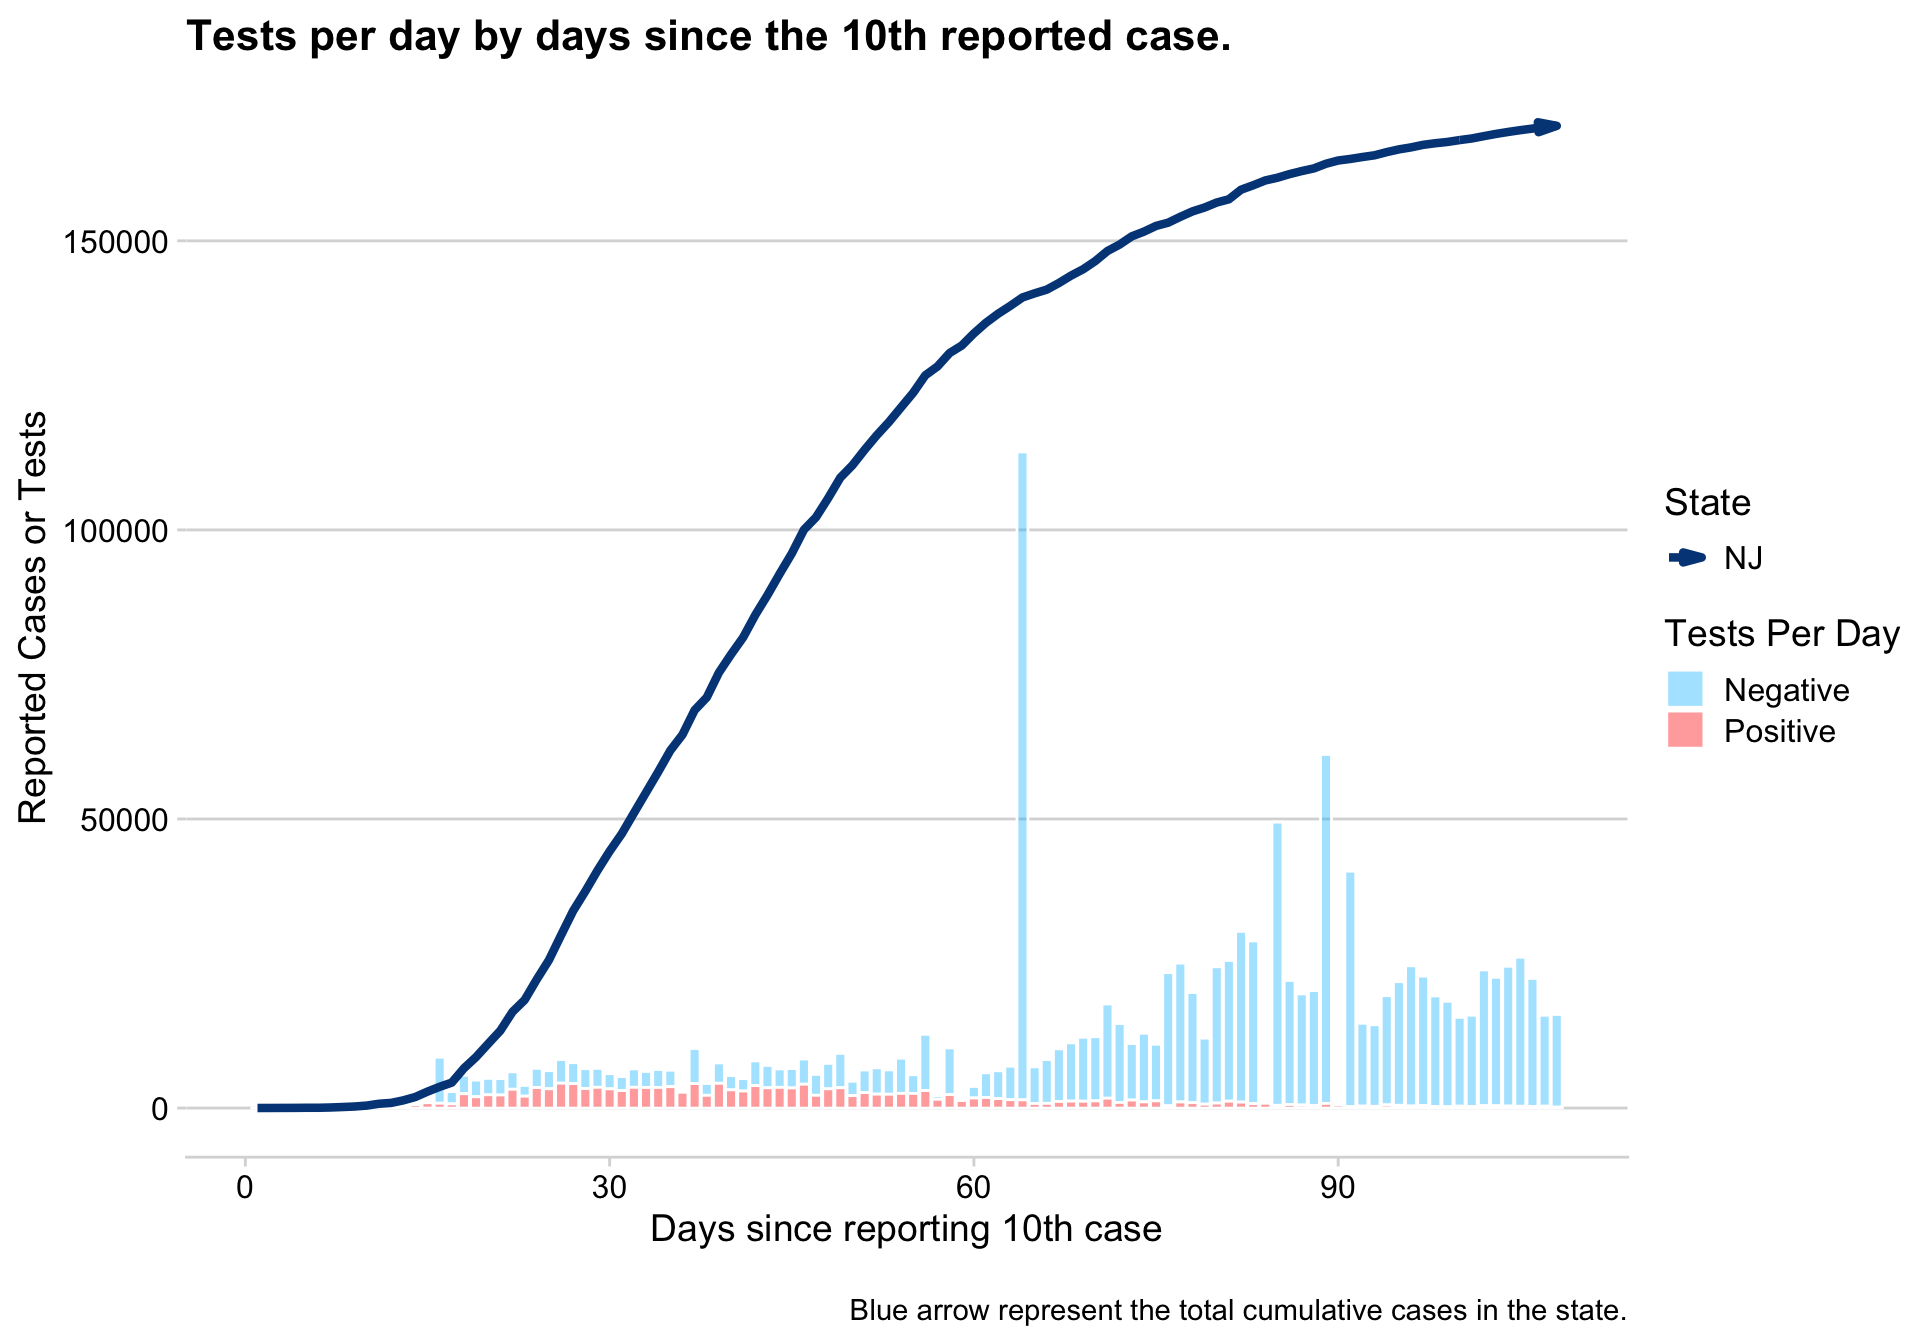 Tests per day by days since the 10th reported case.
Reported Cases or Tests
150000
100000
50000
0
0 30 60 90
Days since reporting 10th case
State
NJ
Tests Per Day
Negative
Positive
Blue arrow represent the total cumulative cases in the state.